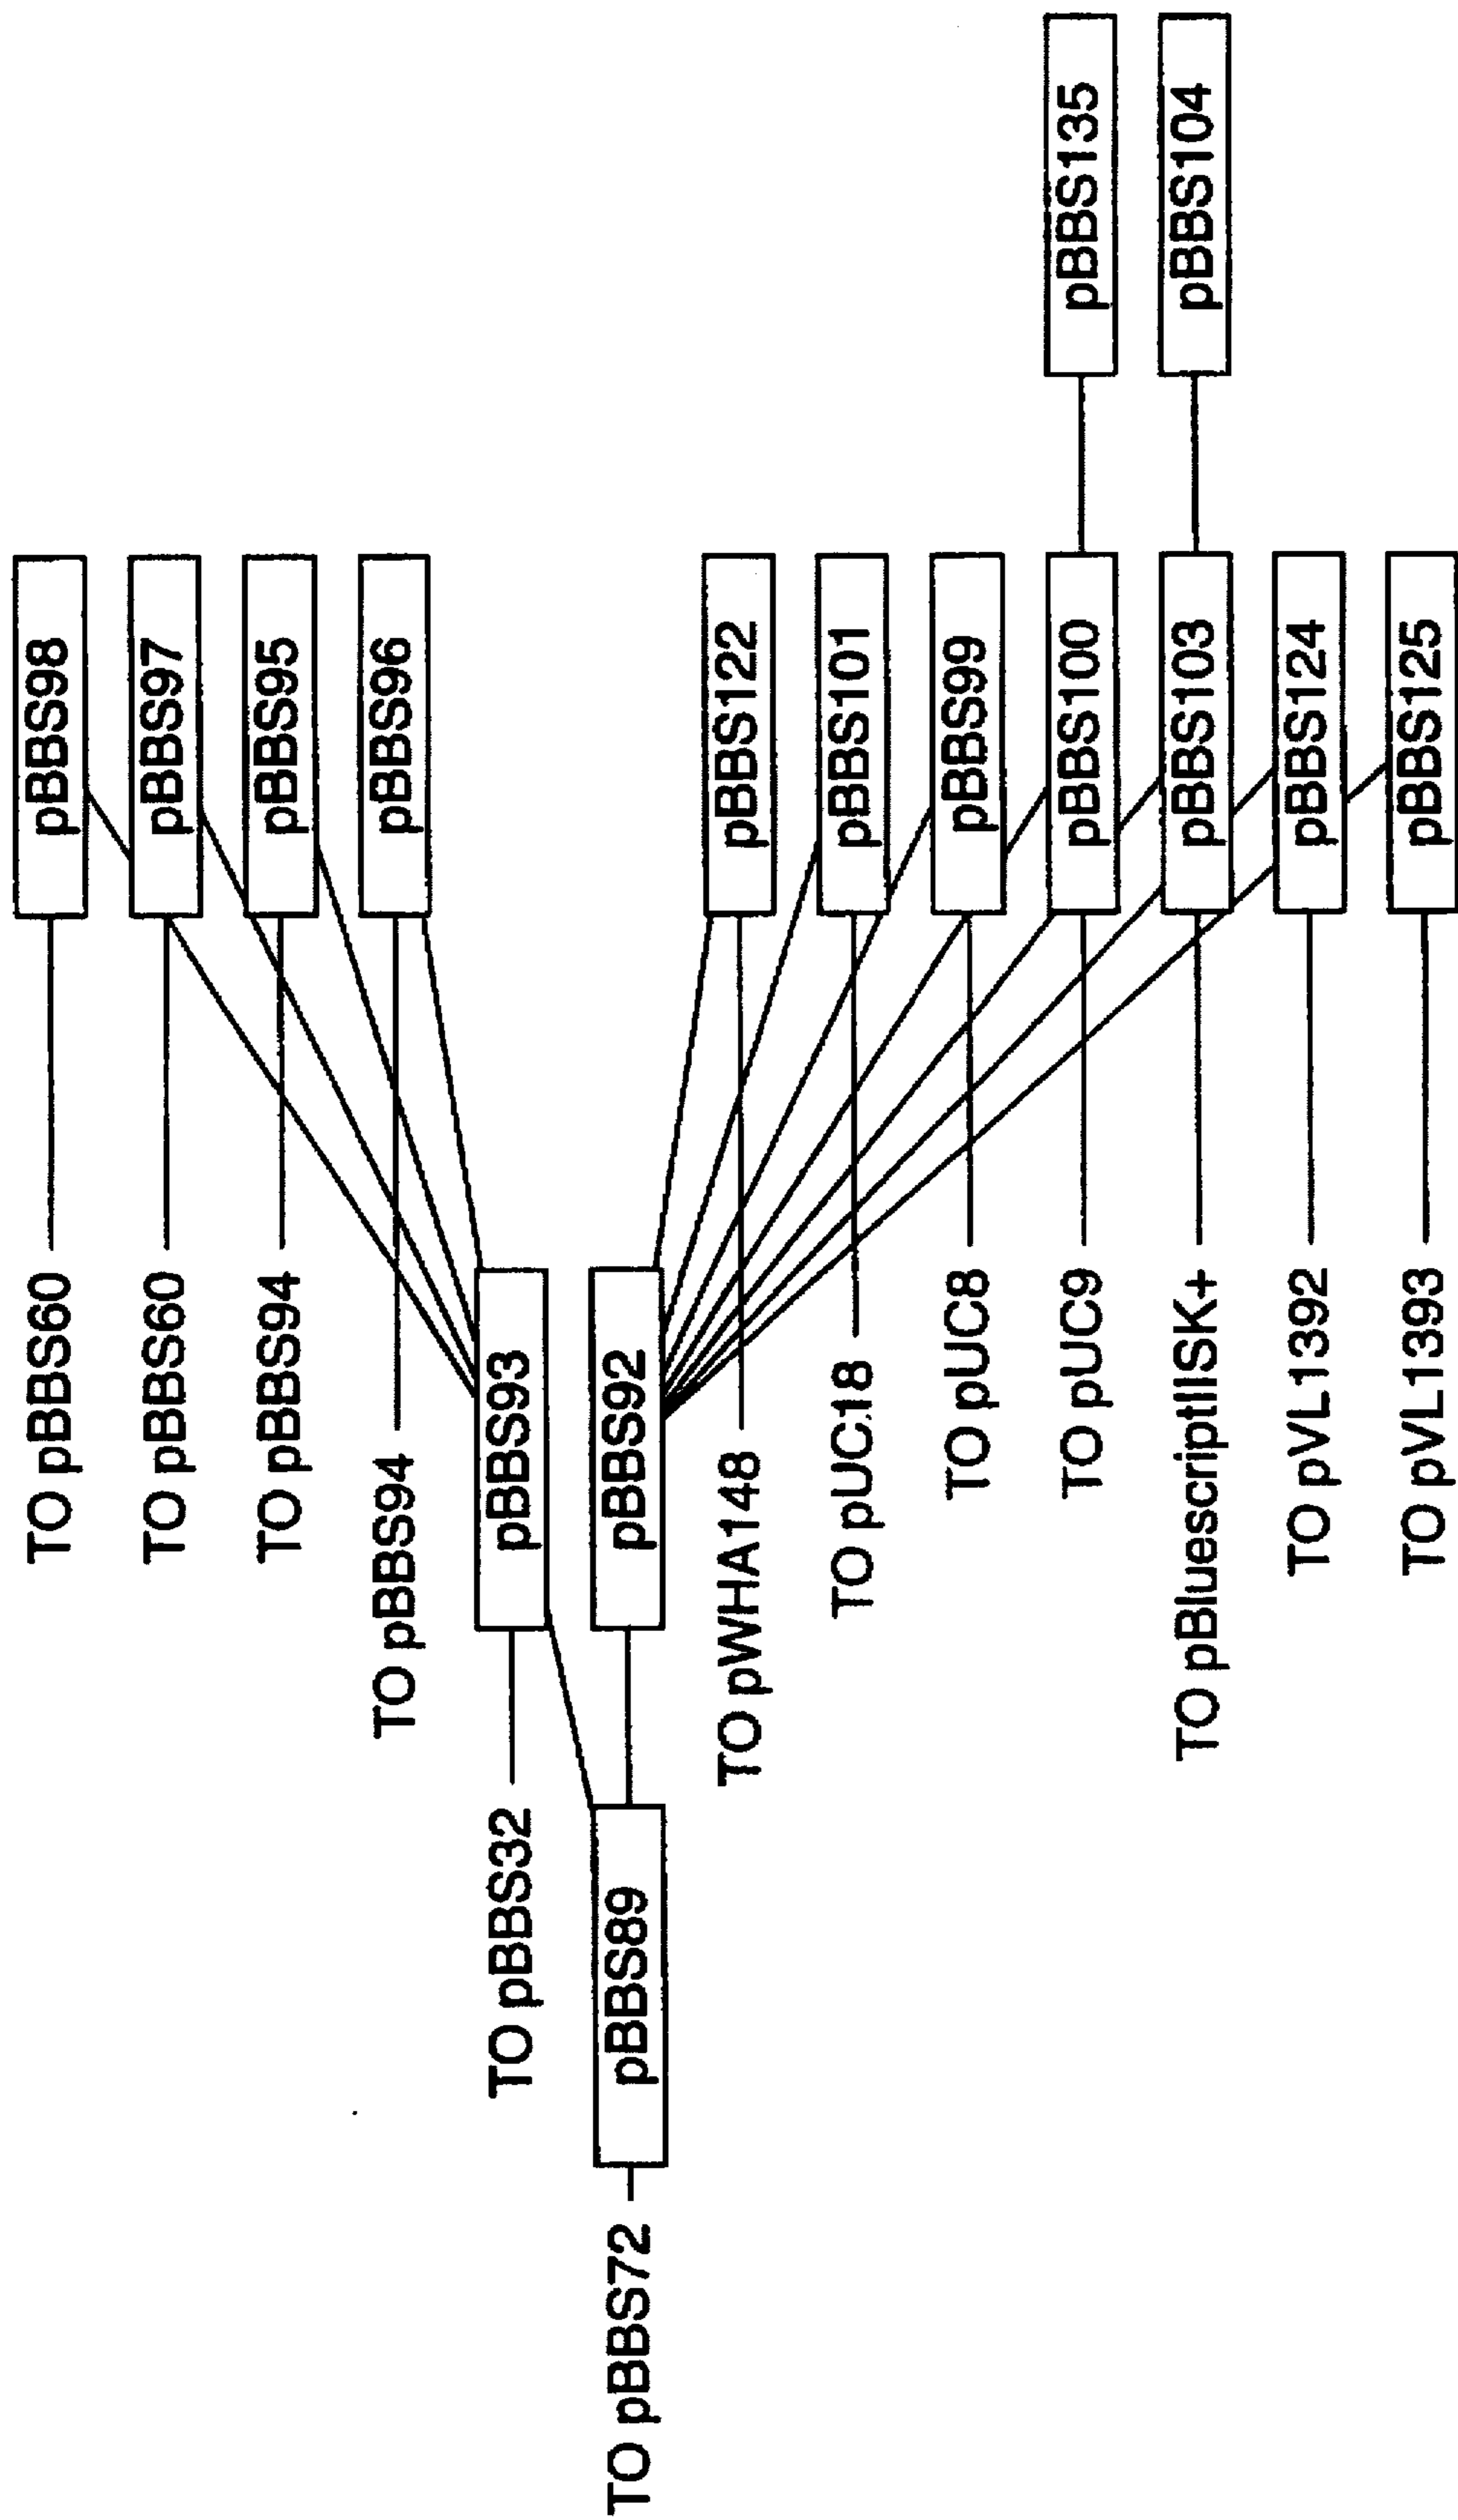 pBBS135
pBBS104
pBBS98
pBBS97
pBBS95
pBBS96
pBBS122
pBBS101
pBBS99
pBBS100
pBBS103
pBBS124
pBBS125
TO pBBS60
TO pBBS60
TO pBBS94
TO pBBS94
pBBS93
pBBS92
TO pWHA148
TO pUC18
TO pUC8
TO pUC9
TO pBluescriptIISK+
TO pVL1392
TO pVL1393
TO pBBS32
pBBS89
TO pBBS72